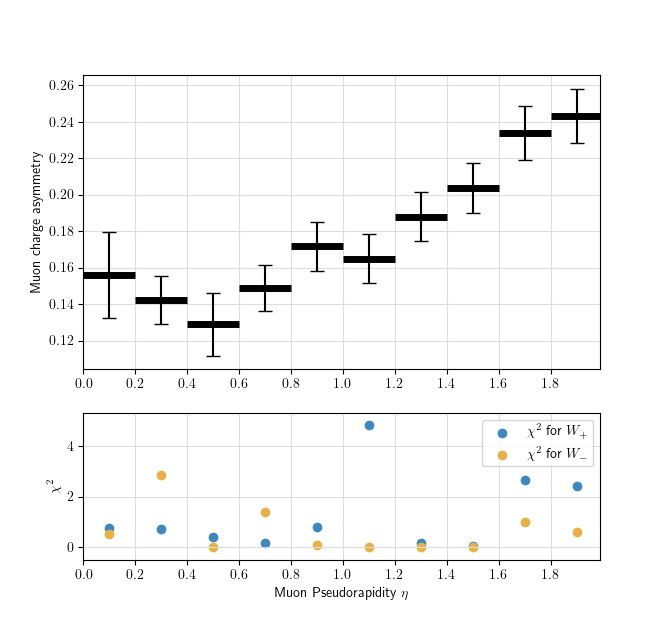 0.26
0.24
0.22
0.20
0.18
0.16
0.14
0.12
Muon charge asymmetry
0.0 0.2 0.4 0.6 0.8 1.0 1.2 1.4 1.6 1.8
4
2
0
χ²
χ² for W₊
χ² for W₋
0.0 0.2 0.4 0.6 0.8 1.0 1.2 1.4 1.6 1.8
Muon Pseudorapidity η